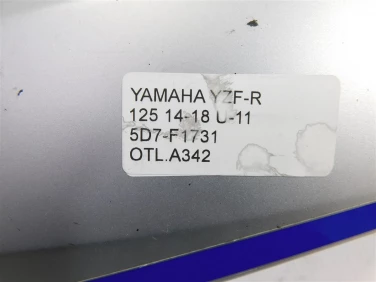 YAMAHA YZF-R
125 14-18 U-11
5D7-F1731
OTL.A342